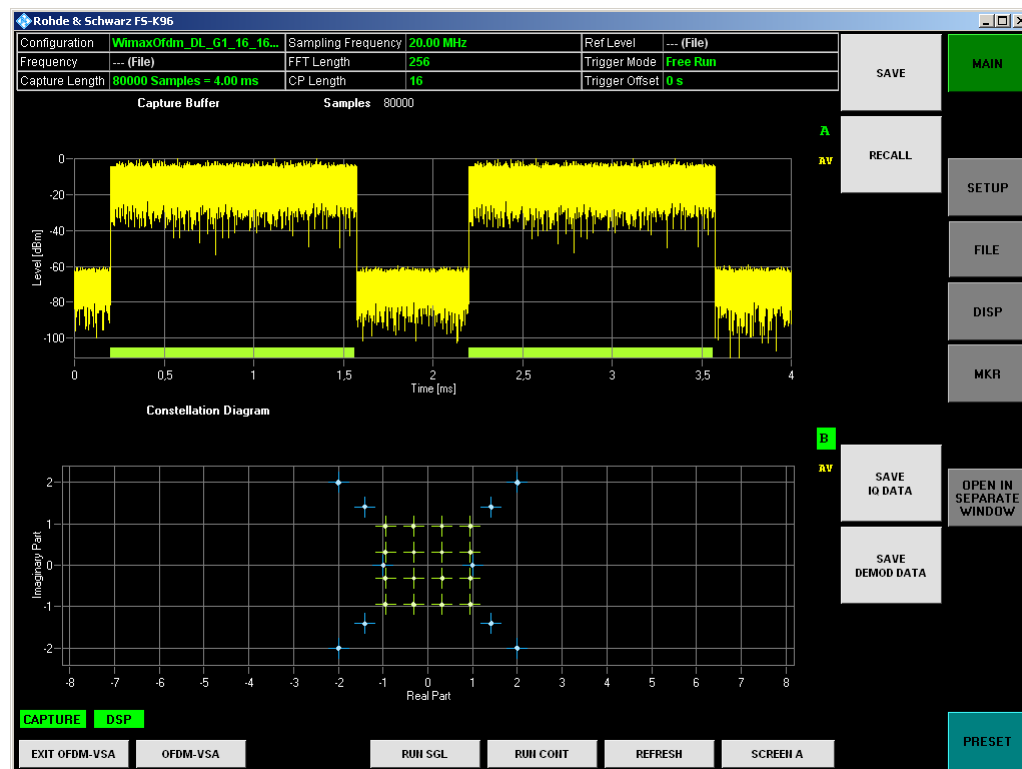 Rohde & Schwarz FS-K96
Configuration WimaxOfdm_DL_G1_16_16... Sampling Frequency 20.00 MHz Ref Level --- (File)
Frequency --- (File) FFT Length 256 Trigger Mode Free Run
Capture Length 80000 Samples = 4.00 ms CP Length 16 Trigger Offset 0 s
Capture Buffer Samples 80000
A
AV
0
-20
-40
-60
-80
-100
Level [dBm]
0 0,5 1 1,5 2 2,5 3 3,5 4
Time [ms]
Constellation Diagram
B
AV
2
1
0
-1
-2
Imaginary Part
-8 -7 -6 -5 -4 -3 -2 -1 0 1 2 3 4 5 6 7 8
Real Part
CAPTURE DSP
EXIT OFDM-VSA OFDM-VSA RUN SGL RUN CONT REFRESH SCREEN A
SAVE
RECALL
SAVE
IQ DATA
SAVE
DEMOD DATA
MAIN
SETUP
FILE
DISP
MKR
OPEN IN
SEPARATE
WINDOW
PRESET